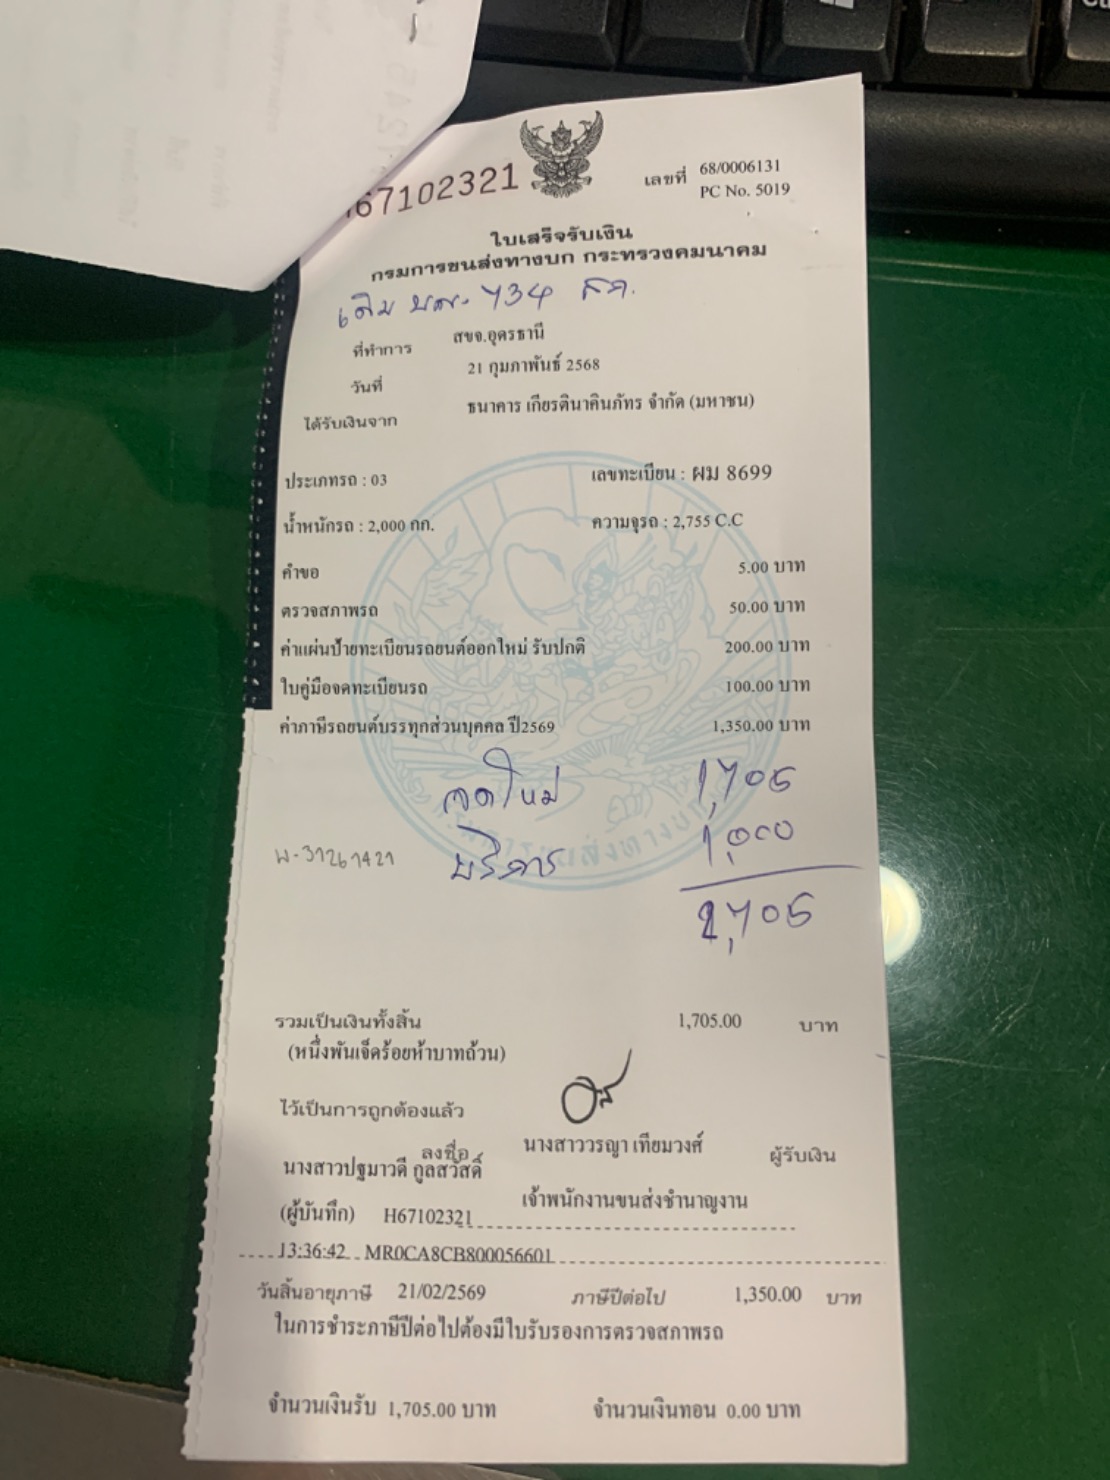 67102321
เลขที่ 68/0006131
PC No. 5019
ใบเสร็จรับเงิน
กรมการขนส่งทางบก กระทรวงคมนาคม
เดิม บค. 734 สด.
ที่ทำการ สขจ.อุดรธานี
วันที่ 21 กุมภาพันธ์ 2568
ได้รับเงินจาก ธนาคาร เกียรตินาคินภัทร จำกัด (มหาชน)
ประเภทรถ : 03 เลขทะเบียน : ผม 8699
น้ำหนักรถ : 2,000 กก. ความจุรถ : 2,755 C.C
คำขอ 5.00 บาท
ตรวจสภาพรถ 50.00 บาท
ค่าแผ่นป้ายทะเบียนรถยนต์ออกใหม่ รับปกติ 200.00 บาท
ใบคู่มือจดทะเบียนรถ 100.00 บาท
ค่าภาษีรถยนต์บรรทุกส่วนบุคคล ปี2569 1,350.00 บาท
จดใหม่ 1,705
บริการ 1,000
W-31261421
2,705
รวมเป็นเงินทั้งสิ้น 1,705.00 บาท
(หนึ่งพันเจ็ดร้อยห้าบาทถ้วน)
ไว้เป็นการถูกต้องแล้ว
ลงชื่อ นางสาววรญา เทียมวงศ์ ผู้รับเงิน
นางสาวปฐมาวดี กูลสวัสดิ์
เจ้าพนักงานขนส่งชำนาญงาน
(ผู้บันทึก) H67102321
13:36:42 MR0CA8CB800056601
วันสิ้นอายุภาษี 21/02/2569 ภาษีปีต่อไป 1,350.00 บาท
ในการชำระภาษีปีต่อไปต้องมีใบรับรองการตรวจสภาพรถ
จำนวนเงินรับ 1,705.00 บาท จำนวนเงินทอน 0.00 บาท